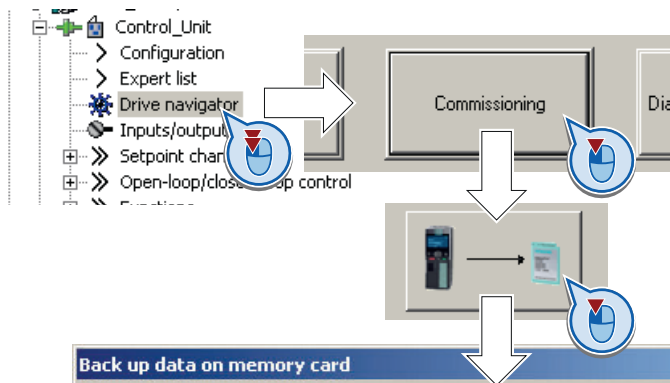 Control_Unit
Configuration
Expert list
Drive navigator
Commissioning
Inputs/output
Setpoint chan
Open-loop/close op control
Back up data on memory card